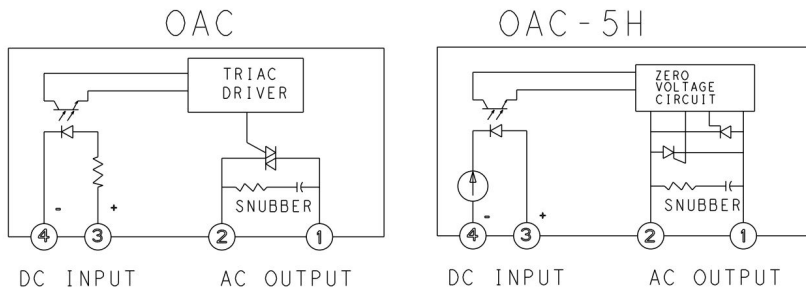 OAC
OAC-5H
TRIAC
DRIVER
SNUBBER
- +
4 3 2 1
DC INPUT AC OUTPUT
ZERO
VOLTAGE
CIRCUIT
SNUBBER
- +
4 3 2 1
DC INPUT AC OUTPUT